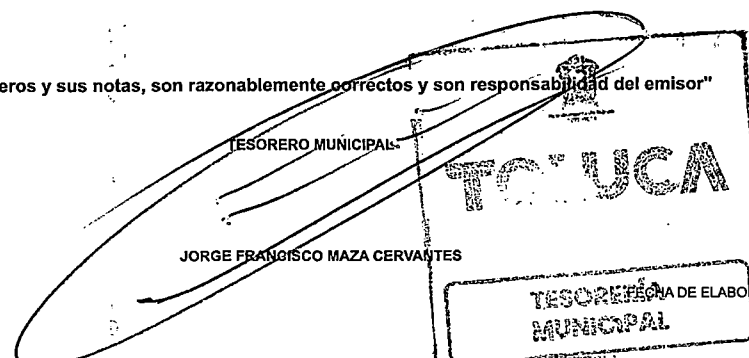 eros y sus notas, son razonablemente correctos y son responsabilidad del emisor"
TESORERO MUNICIPAL
TOLUCA
JORGE FRANCISCO MAZA CERVANTES
TESORERÍA
MUNICIPAL
FECHA DE ELABO